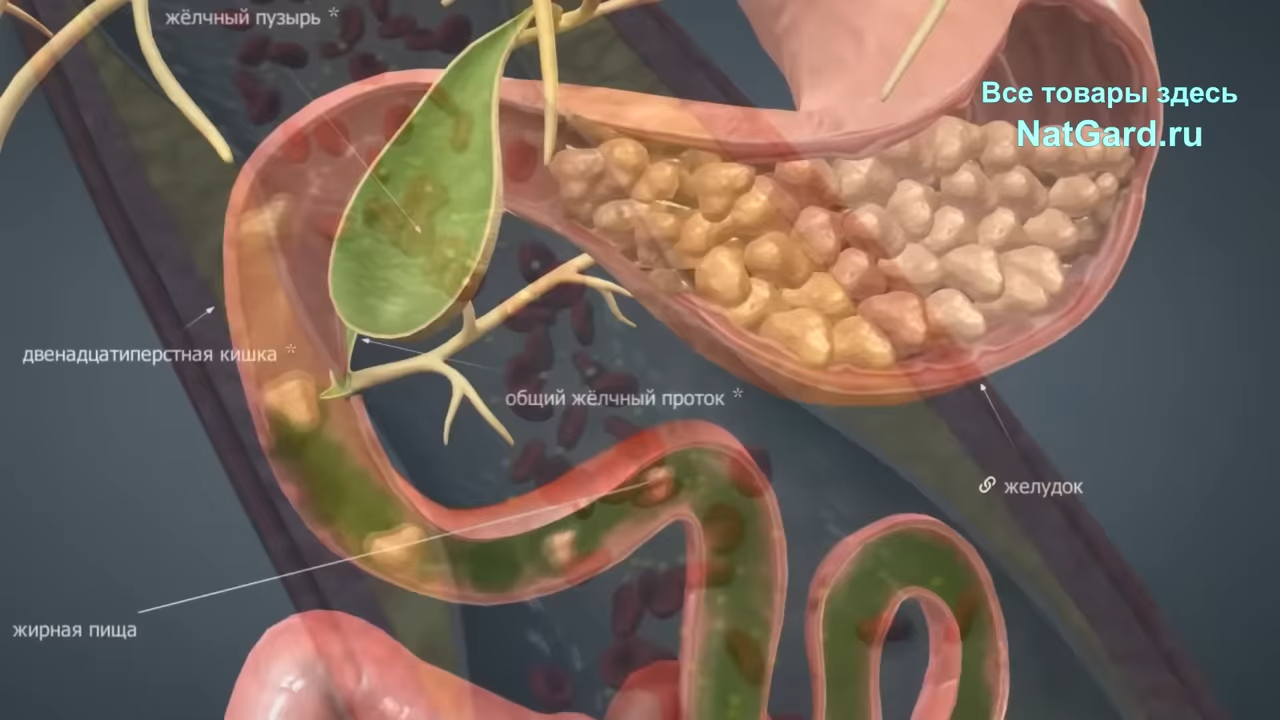 жёлчный пузырь *
Все товары здесь
NatGard.ru
двенадцатиперстная кишка *
общий жёлчный проток *
желудок
жирная пища